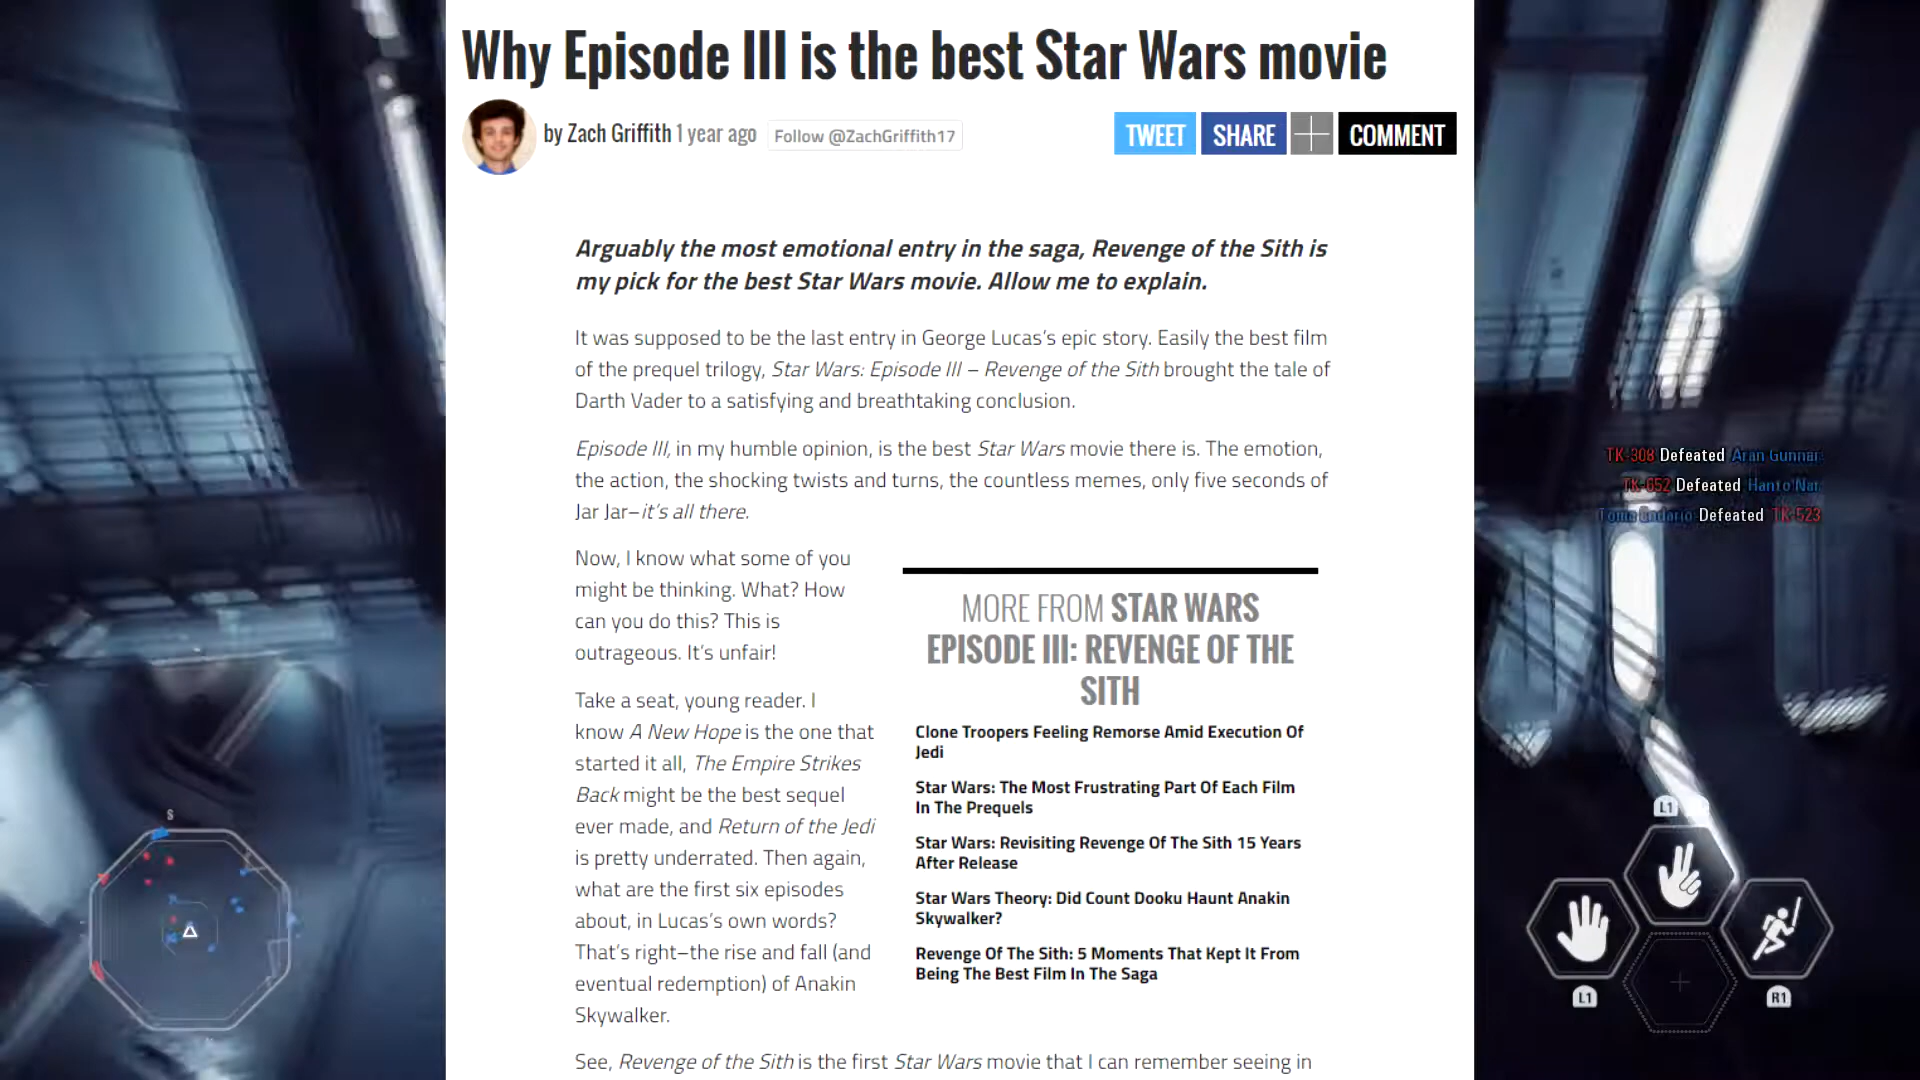 Why Episode III is the best Star Wars movie
by Zach Griffith 1 year ago
Follow @ZachGriffith17
TWEET
SHARE
COMMENT
Arguably the most emotional entry in the saga, Revenge of the Sith is
my pick for the best Star Wars movie. Allow me to explain.
It was supposed to be the last entry in George Lucas's epic story. Easily the best film
of the prequel trilogy, Star Wars: Episode III – Revenge of the Sith brought the tale of
Darth Vader to a satisfying and breathtaking conclusion.
Episode III, in my humble opinion, is the best Star Wars movie there is. The emotion,
the action, the shocking twists and turns, the countless memes, only five seconds of
Jar Jar–it's all there.
Now, I know what some of you
might be thinking. What? How
can you do this? This is
outrageous. It's unfair!
Take a seat, young reader. I
know A New Hope is the one that
started it all, The Empire Strikes
Back might be the best sequel
ever made, and Return of the Jedi
is pretty underrated. Then again,
what are the first six episodes
about, in Lucas's own words?
That's right–the rise and fall (and
eventual redemption) of Anakin
Skywalker.
See, Revenge of the Sith is the first Star Wars movie that I can remember seeing in
MORE FROM STAR WARS
EPISODE III: REVENGE OF THE
SITH
Clone Troopers Feeling Remorse Amid Execution Of
Jedi
Star Wars: The Most Frustrating Part Of Each Film
In The Prequels
Star Wars: Revisiting Revenge Of The Sith 15 Years
After Release
Star Wars Theory: Did Count Dooku Haunt Anakin
Skywalker?
Revenge Of The Sith: 5 Moments That Kept It From
Being The Best Film In The Saga
TK-308 Defeated Aran Gunnar
TK-652 Defeated Hanto Nar
Defeated TK-523
S
L1
L1
R1